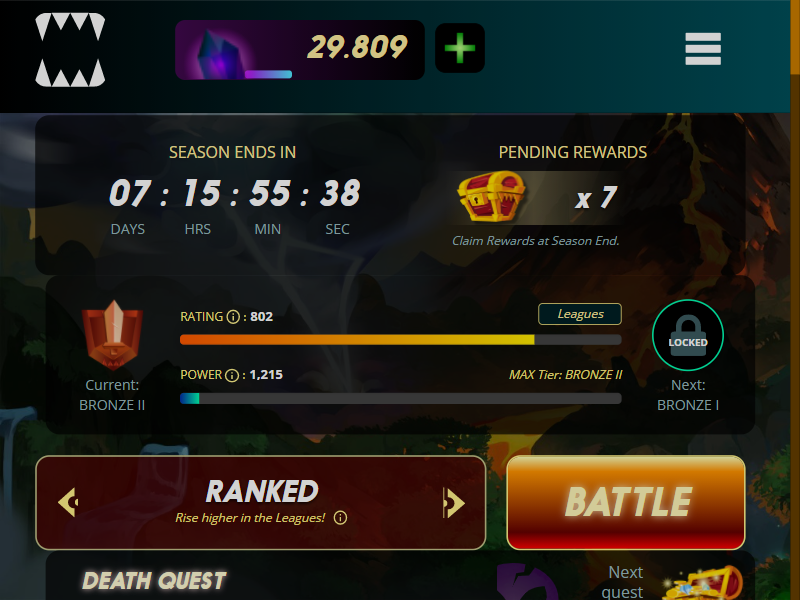 29.809
SEASON ENDS IN
07 : 15 : 55 : 38
DAYS HRS MIN SEC
PENDING REWARDS
x 7
Claim Rewards at Season End.
RATING i : 802
Leagues
POWER i : 1,215
MAX Tier: BRONZE II
Current:
BRONZE II
LOCKED
Next:
BRONZE I
RANKED
Rise higher in the Leagues! i
BATTLE
DEATH QUEST
Next
quest